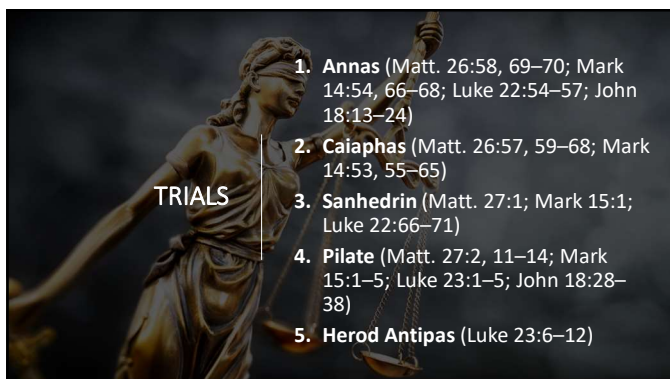 TRIALS
1. Annas (Matt. 26:58, 69–70; Mark
14:54, 66–68; Luke 22:54–57; John
18:13–24)
2. Caiaphas (Matt. 26:57, 59–68; Mark
14:53, 55–65)
3. Sanhedrin (Matt. 27:1; Mark 15:1;
Luke 22:66–71)
4. Pilate (Matt. 27:2, 11–14; Mark
15:1–5; Luke 23:1–5; John 18:28–
38)
5. Herod Antipas (Luke 23:6–12)